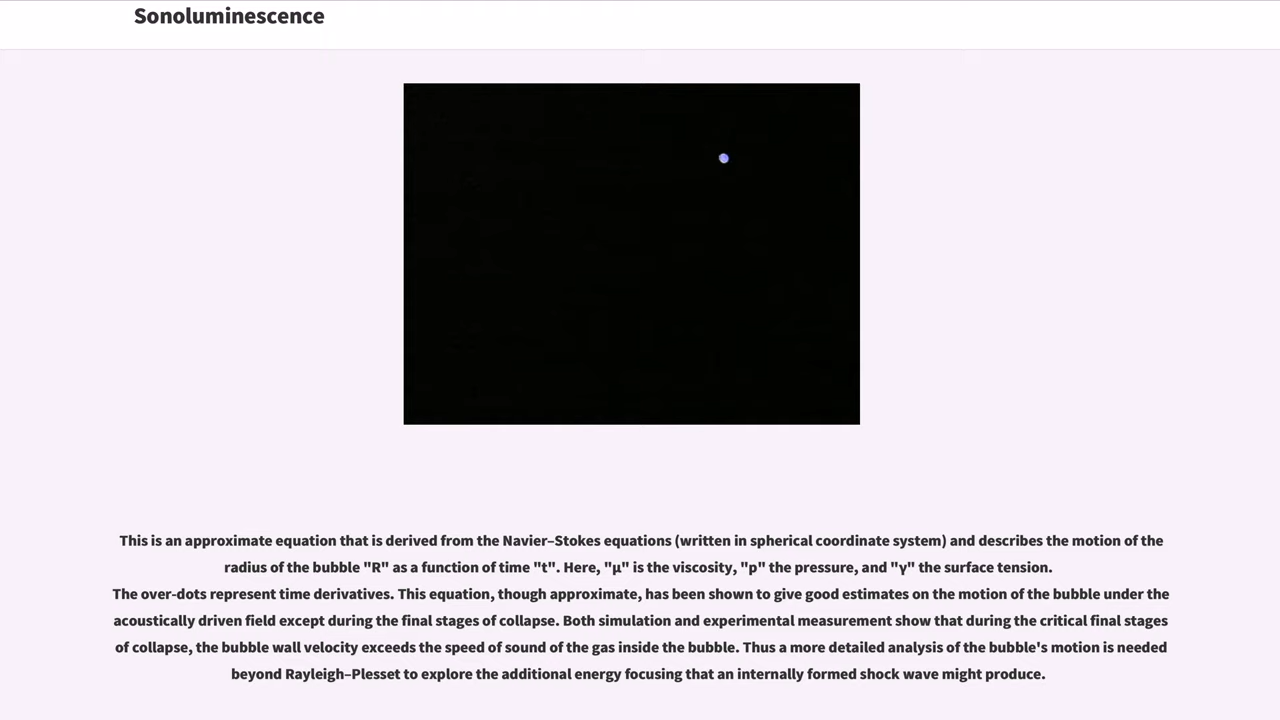 Sonoluminescence
This is an approximate equation that is derived from the Navier–Stokes equations (written in spherical coordinate system) and describes the motion of the
radius of the bubble "R" as a function of time "t". Here, "μ" is the viscosity, "p" the pressure, and "γ" the surface tension.
The over-dots represent time derivatives. This equation, though approximate, has been shown to give good estimates on the motion of the bubble under the
acoustically driven field except during the final stages of collapse. Both simulation and experimental measurement show that during the critical final stages
of collapse, the bubble wall velocity exceeds the speed of sound of the gas inside the bubble. Thus a more detailed analysis of the bubble's motion is needed
beyond Rayleigh–Plesset to explore the additional energy focusing that an internally formed shock wave might produce.